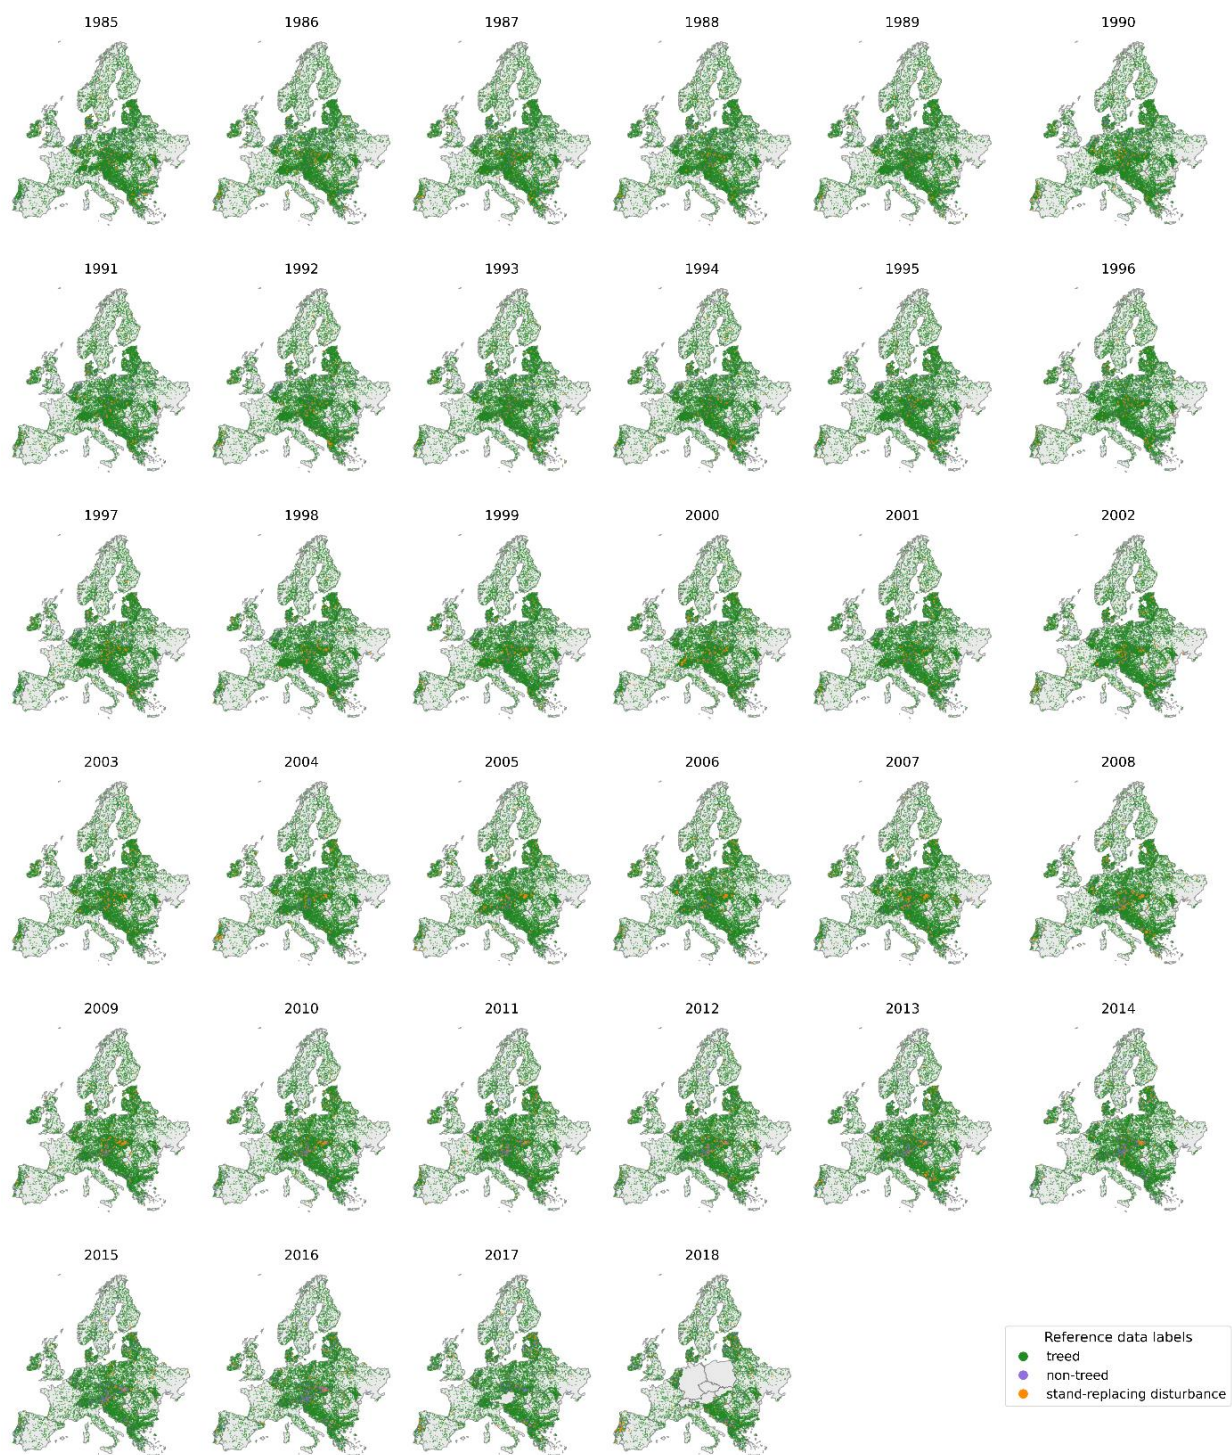 1985 1986 1987 1988 1989 1990
1991 1992 1993 1994 1995 1996
1997 1998 1999 2000 2001 2002
2003 2004 2005 2006 2007 2008
2009 2010 2011 2012 2013 2014
2015 2016 2017 2018
Reference data labels
treed
non-treed
stand-replacing disturbance